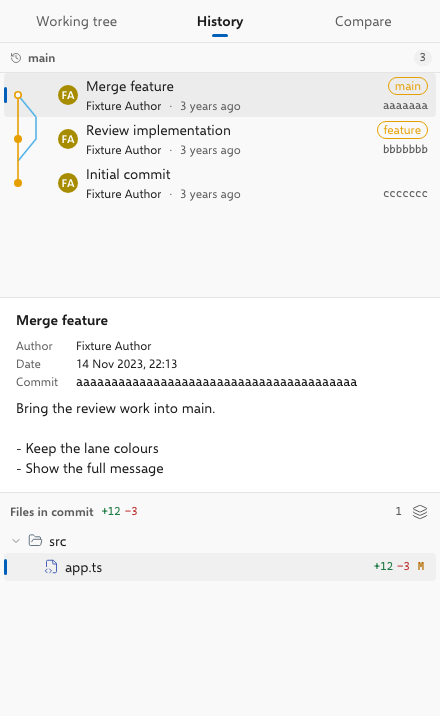 Working tree
History
Compare
main
3
FA
Merge feature
main
Fixture Author · 3 years ago
aaaaaaa
FA
Review implementation
feature
Fixture Author · 3 years ago
bbbbbbb
FA
Initial commit
Fixture Author · 3 years ago
ccccccc
Merge feature
Author Fixture Author
Date 14 Nov 2023, 22:13
Commit aaaaaaaaaaaaaaaaaaaaaaaaaaaaaaaaaaaaaaaa
Bring the review work into main.
- Keep the lane colours
- Show the full message
Files in commit +12 −3
1
src
app.ts
+12 −3 M